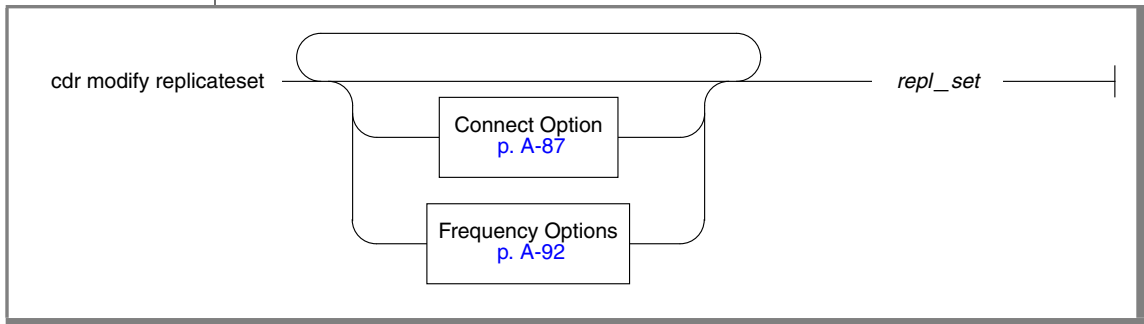 cdr modify replicateset
repl_set
Connect Option
p. A-87
Frequency Options
p. A-92